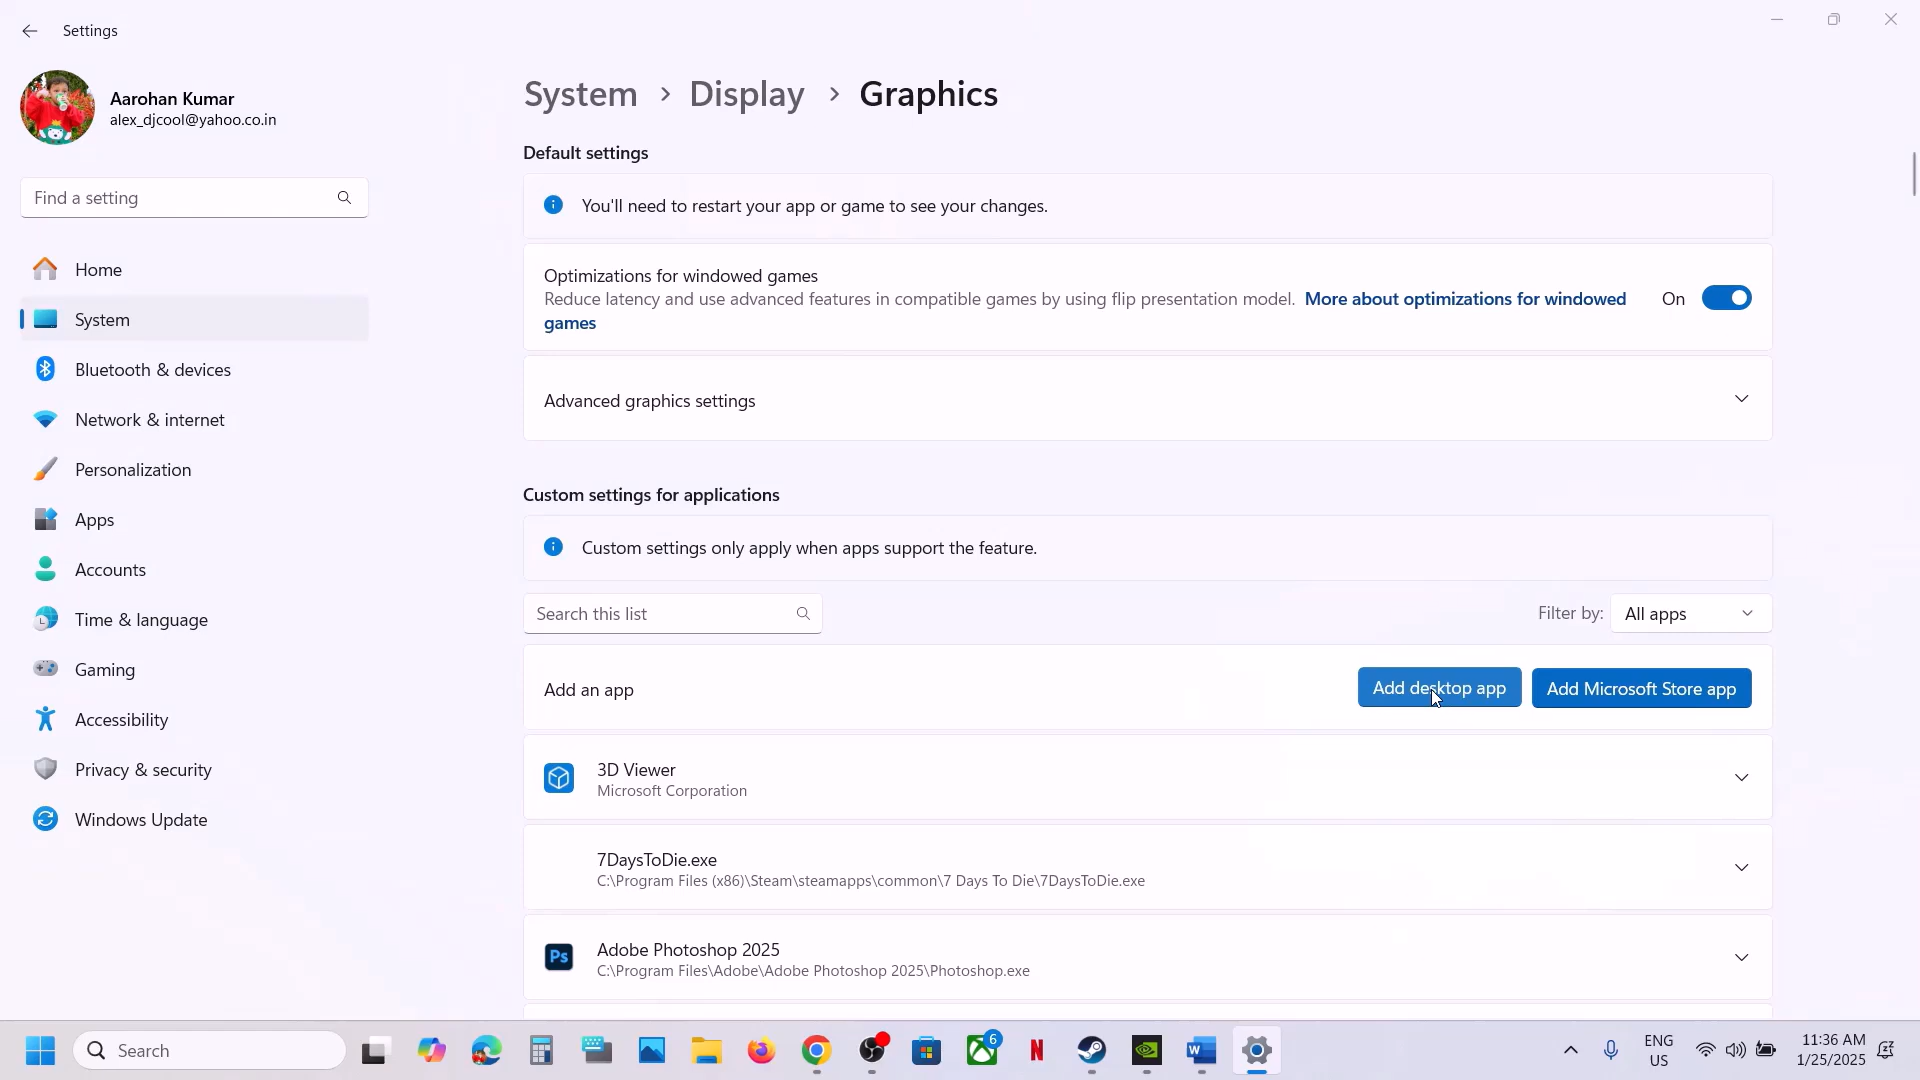 Settings
Aarohan Kumar
alex_djcool@yahoo.co.in
Find a setting
Home
System
Bluetooth & devices
Network & internet
Personalization
Apps
Accounts
Time & language
Gaming
Accessibility
Privacy & security
Windows Update
System › Display › Graphics
Default settings
You'll need to restart your app or game to see your changes.
Optimizations for windowed games
Reduce latency and use advanced features in compatible games by using flip presentation model. More about optimizations for windowed
games
On
Advanced graphics settings
Custom settings for applications
Custom settings only apply when apps support the feature.
Search this list
Filter by: All apps
Add an app
Add desktop app
Add Microsoft Store app
3D Viewer
Microsoft Corporation
7DaysToDie.exe
C:\Program Files (x86)\Steam\steamapps\common\7 Days To Die\7DaysToDie.exe
Ps
Adobe Photoshop 2025
C:\Program Files\Adobe\Adobe Photoshop 2025\Photoshop.exe
Search
6
N
W
ENG
US
11:36 AM
1/25/2025